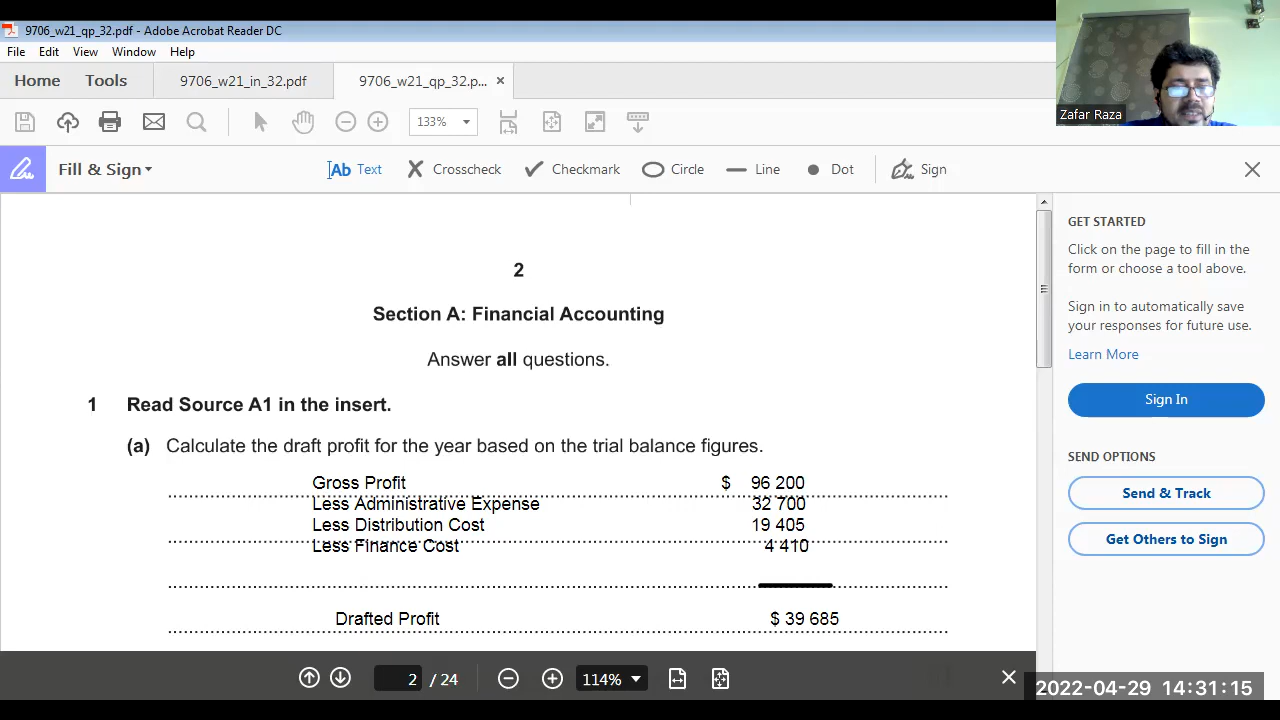 9706_w21_qp_32.pdf - Adobe Acrobat Reader DC
File Edit View Window Help
Home Tools 9706_w21_in_32.pdf 9706_w21_qp_32.p... ×
133%
Zafar Raza
Fill & Sign Ab Text Crosscheck Checkmark Circle Line Dot Sign
2
Section A: Financial Accounting
Answer all questions.
1 Read Source A1 in the insert.
(a) Calculate the draft profit for the year based on the trial balance figures.
Gross Profit $ 96 200
Less Administrative Expense 32 700
Less Distribution Cost 19 405
Less Finance Cost 4 410
Drafted Profit $ 39 685
GET STARTED
Click on the page to fill in the
form or choose a tool above.
Sign in to automatically save
your responses for future use.
Learn More
Sign In
SEND OPTIONS
Send & Track
Get Others to Sign
2 / 24 114%
2022-04-29 14:31:15